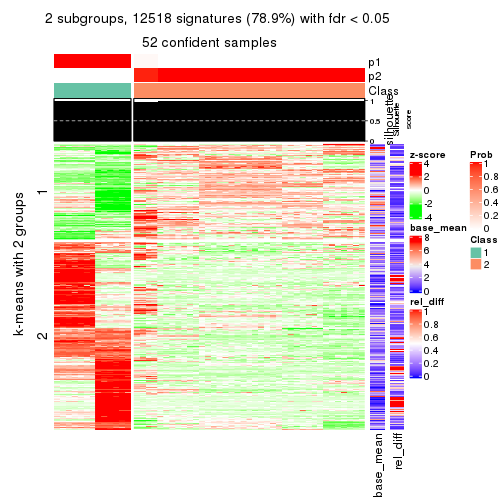 2 subgroups, 12518 signatures (78.9%) with fdr < 0.05
52 confident samples
p1
p2
Class
1
0.5
0
silhouette
Silhouette
score
k-means with 2 groups
1
2
base_mean
rel_diff
z-score
4
2
0
-2
-4
base_mean
8
6
4
2
0
rel_diff
1
0.8
0.6
0.4
0.2
0
Prob
1
0.8
0.6
0.4
0.2
0
Class
1
2